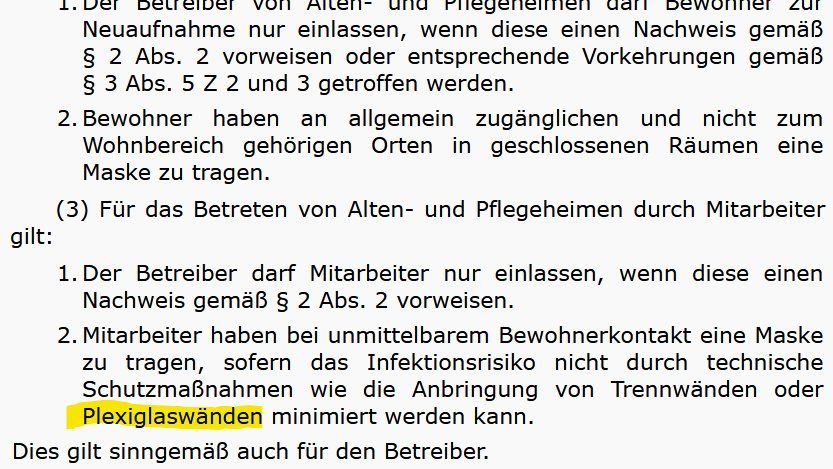 1. Der Betreiber von Alten- und Pflegeheimen darf Bewohner zur
Neuaufnahme nur einlassen, wenn diese einen Nachweis gemäß
§ 2 Abs. 2 vorweisen oder entsprechende Vorkehrungen gemäß
§ 3 Abs. 5 Z 2 und 3 getroffen werden.
2. Bewohner haben an allgemein zugänglichen und nicht zum
Wohnbereich gehörigen Orten in geschlossenen Räumen eine
Maske zu tragen.
(3) Für das Betreten von Alten- und Pflegeheimen durch Mitarbeiter
gilt:
1. Der Betreiber darf Mitarbeiter nur einlassen, wenn diese einen
Nachweis gemäß § 2 Abs. 2 vorweisen.
2. Mitarbeiter haben bei unmittelbarem Bewohnerkontakt eine Maske
zu tragen, sofern das Infektionsrisiko nicht durch technische
Schutzmaßnahmen wie die Anbringung von Trennwänden oder
Plexiglaswänden minimiert werden kann.
Dies gilt sinngemäß auch für den Betreiber.